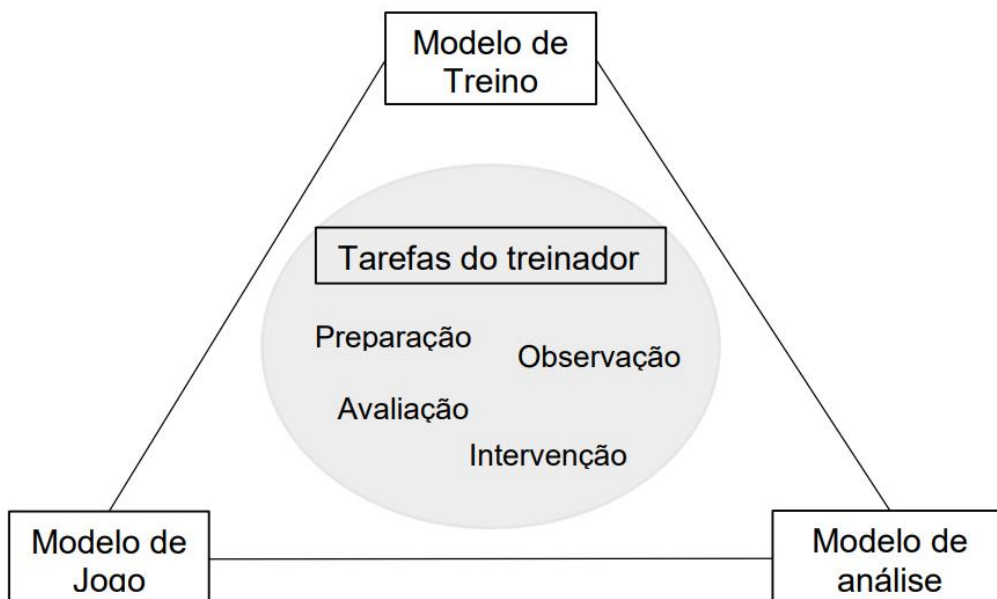 Modelo de
Treino
Tarefas do treinador
Preparação
Observação
Avaliação
Intervenção
Modelo de
Jogo
Modelo de
análise